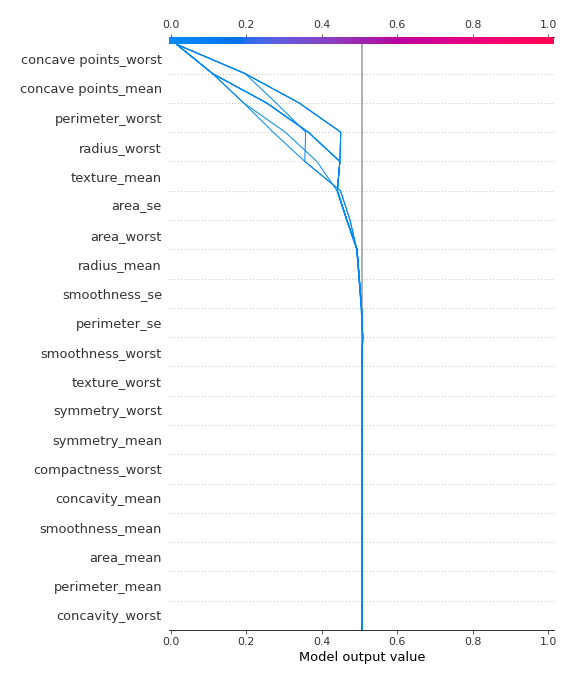 0.0 0.2 0.4 0.6 0.8 1.0
concave points_worst
concave points_mean
perimeter_worst
radius_worst
texture_mean
area_se
area_worst
radius_mean
smoothness_se
perimeter_se
smoothness_worst
texture_worst
symmetry_worst
symmetry_mean
compactness_worst
concavity_mean
smoothness_mean
area_mean
perimeter_mean
concavity_worst
0.0 0.2 0.4 0.6 0.8 1.0
Model output value